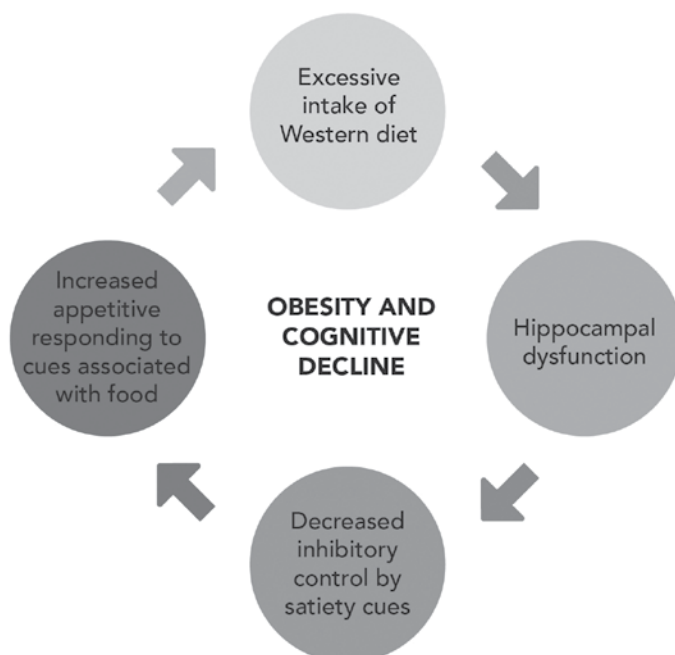 Excessive
intake of
Western diet
Hippocampal
dysfunction
Decreased
inhibitory
control by
satiety cues
Increased
appetitive
responding to
cues associated
with food
OBESITY AND
COGNITIVE
DECLINE